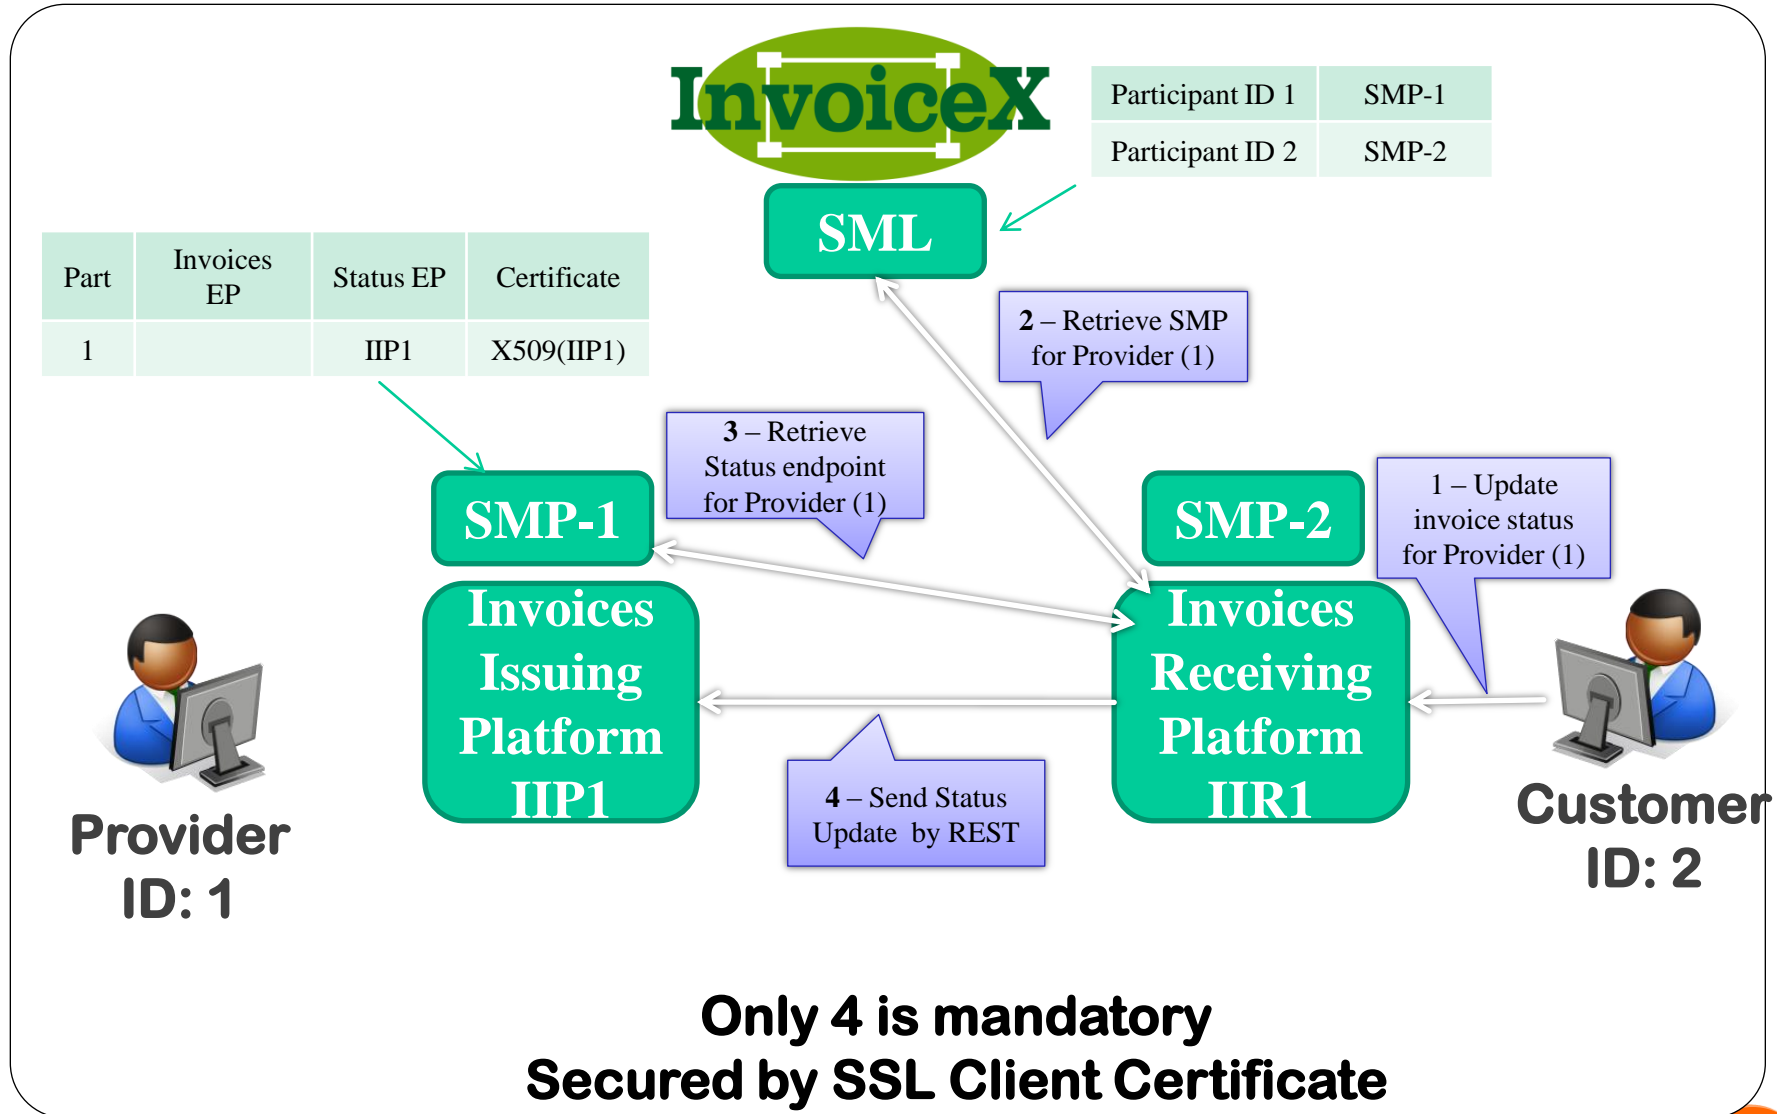 InvoiceX
Participant ID 1 SMP-1
Participant ID 2 SMP-2
SML
Part Invoices EP Status EP Certificate
1 IIP1 X509(IIP1)
2 – Retrieve SMP
for Provider (1)
3 – Retrieve
Status endpoint
for Provider (1)
1 – Update
invoice status
for Provider (1)
SMP-1
SMP-2
Invoices
Issuing
Platform
IIP1
Invoices
Receiving
Platform
IIR1
4 – Send Status
Update by REST
Provider
ID: 1
Customer
ID: 2
Only 4 is mandatory
Secured by SSL Client Certificate